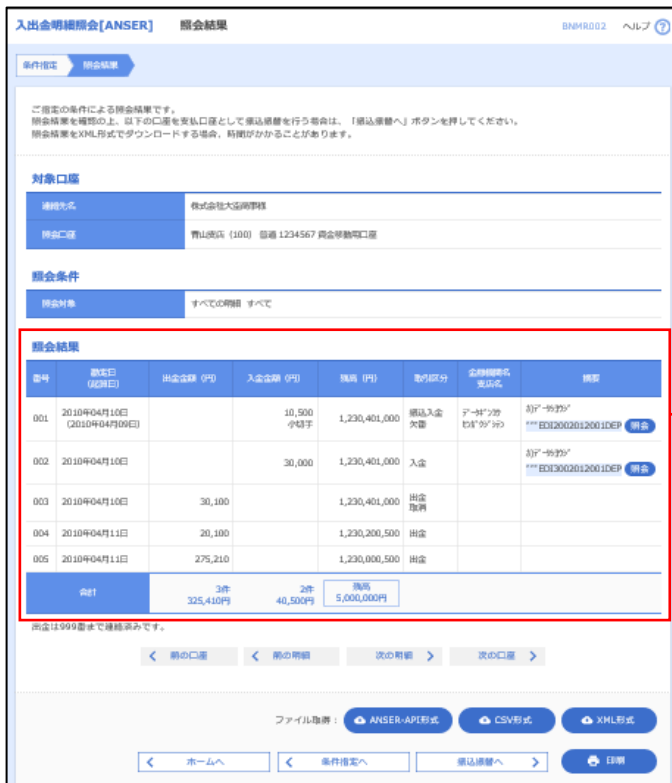 入出金明細照会[ANSER] 照会結果 BNMR002 ヘルプ ?
条件指定 照会結果
ご指定の条件による照会結果です。
照会結果を確認の上、以下の口座を支払口座として振込振替を行う場合は、「振込振替へ」ボタンを押してください。
照会結果をXML形式でダウンロードする場合、時間がかかることがあります。
対象口座
連絡先名 株式会社大空商事様
照会口座 青山支店 (100) 普通 1234567 資金移動用口座
照会条件
照会対象 すべての明細 すべて
照会結果
番号 勘定日 (起算日) 出金金額 (円) 入金金額 (円) 残高 (円) 取引区分 金融機関名 支店名 摘要
001 2010年04月10日 10,500 1,230,401,000 振込入金
(2010年04月09日) 小切手 欠番
***EDI2002012001DEP 照会
002 2010年04月10日 30,000 1,230,401,000 入金
***EDI3002012001DEP 照会
003 2010年04月10日 30,100 1,230,401,000 出金
取消
004 2010年04月11日 20,100 1,230,200,500 出金
005 2010年04月11日 275,210 1,230,000,500 出金
合計 3件 2件 残高
325,410円 40,500円 5,000,000円
出金は999番まで連絡済みです。
前の口座 前の明細 次の明細 次の口座
ファイル取得: ANSER-API形式 CSV形式 XML形式
ホームへ 条件指定へ 振込振替へ 印刷